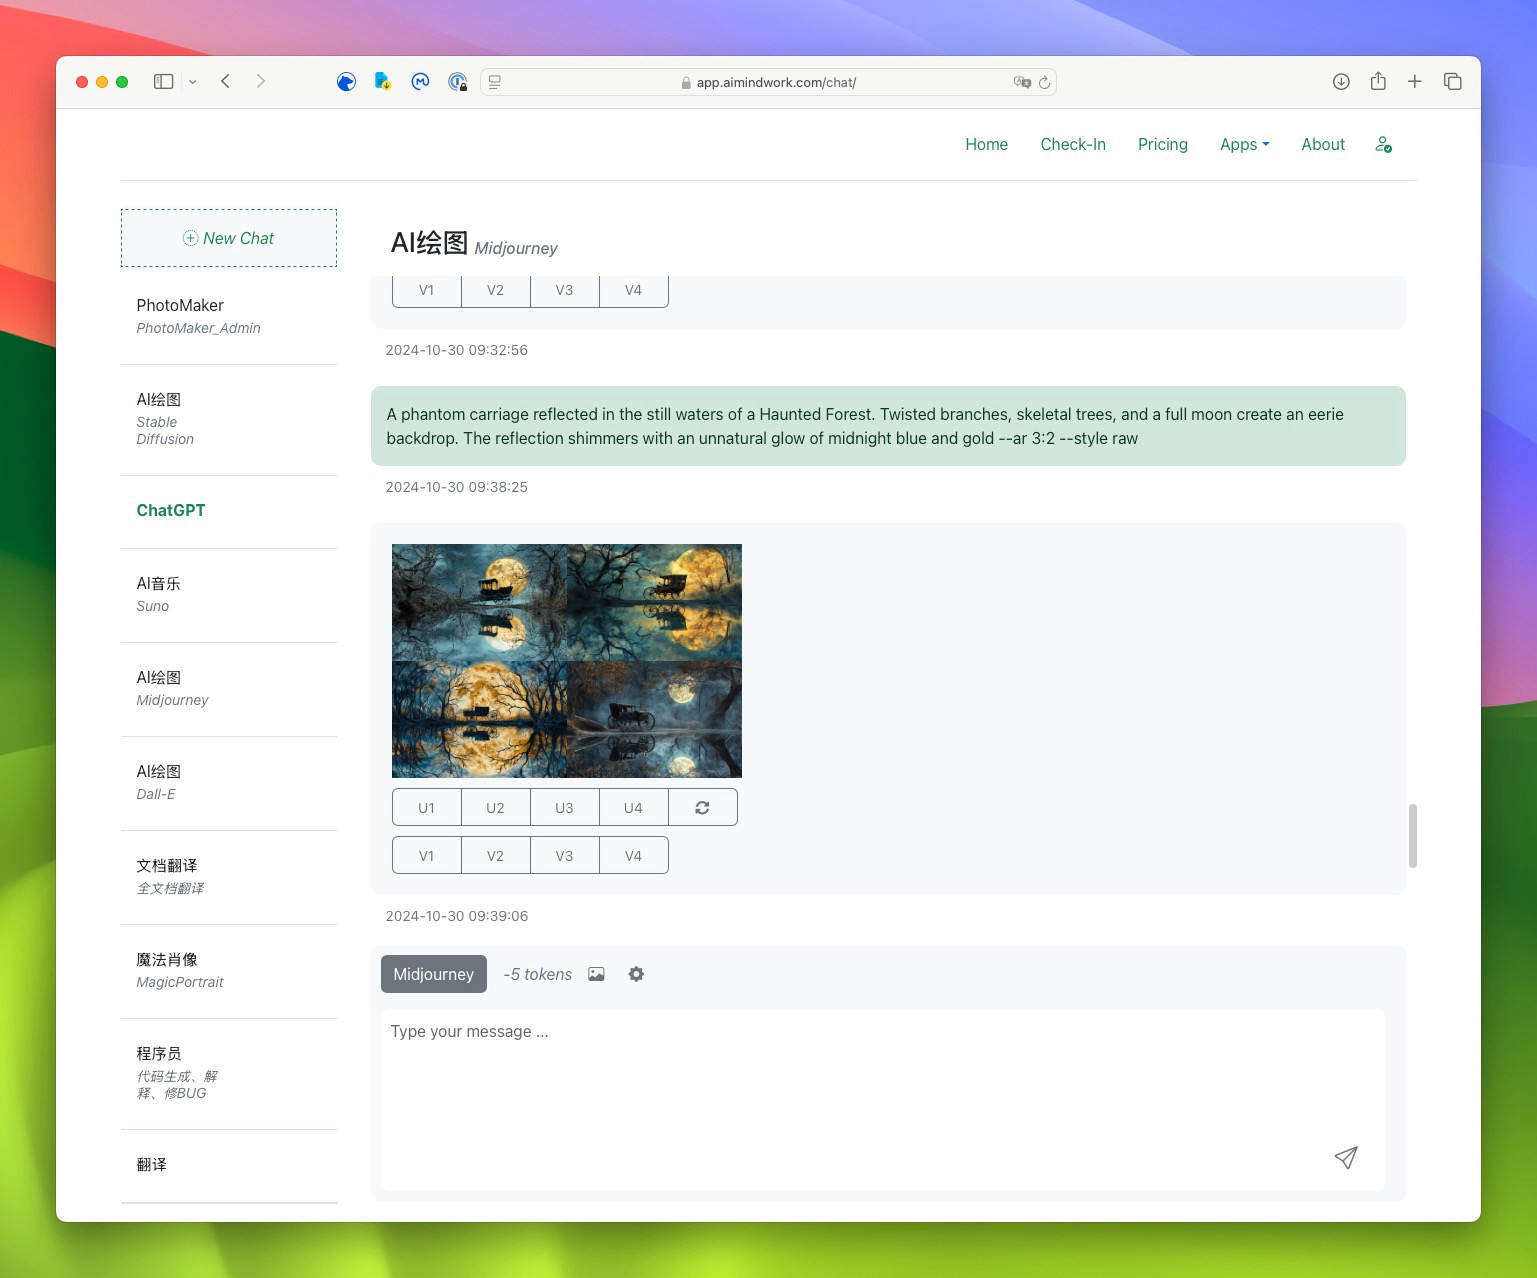 app.aimindwork.com/chat/
Home
Check-In
Pricing
Apps
About
New Chat
PhotoMaker
PhotoMaker_Admin
AI绘图
Stable
Diffusion
ChatGPT
AI音乐
Suno
AI绘图
Midjourney
AI绘图
Dall-E
文档翻译
全文档翻译
魔法肖像
MagicPortrait
程序员
代码生成、解
释、修BUG
翻译
AI绘图 Midjourney
V1
V2
V3
V4
2024-10-30 09:32:56
A phantom carriage reflected in the still waters of a Haunted Forest. Twisted branches, skeletal trees, and a full moon create an eerie
backdrop. The reflection shimmers with an unnatural glow of midnight blue and gold --ar 3:2 --style raw
2024-10-30 09:38:25
U1
U2
U3
U4
V1
V2
V3
V4
2024-10-30 09:39:06
Midjourney
-5 tokens
Type your message ...